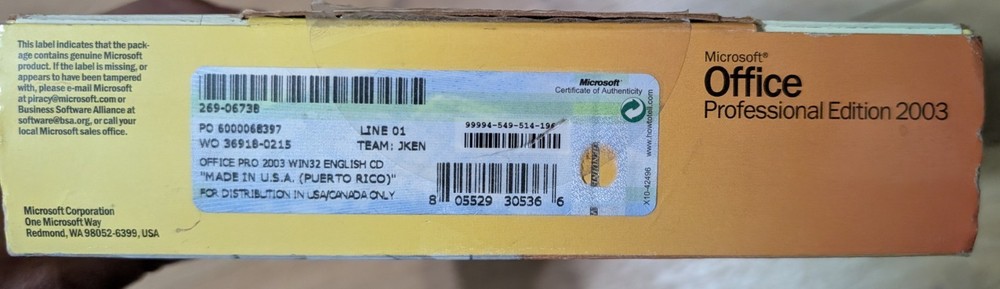 This label indicates that the pack-
age contains genuine Microsoft
product. If the label is missing, or
appears to have been tampered
with, please e-mail Microsoft
at piracy@microsoft.com or
Business Software Alliance at
software@bsa.org, or call your
local Microsoft sales office.
Microsoft Corporation
One Microsoft Way
Redmond, WA 98052-6399, USA
269-06738
PO 6000068397
WO 36918-0215
LINE 01
TEAM: JKEN
OFFICE PRO 2003 WIN32 ENGLISH CD
"MADE IN U.S.A. (PUERTO RICO)"
FOR DISTRIBUTION IN USA/CANADA ONLY
Microsoft
Certificate of Authenticity
99994-549-514-196
8 05529 30536 6
www.howtotell.com
X10-42496
Microsoft®
Office
Professional Edition 2003